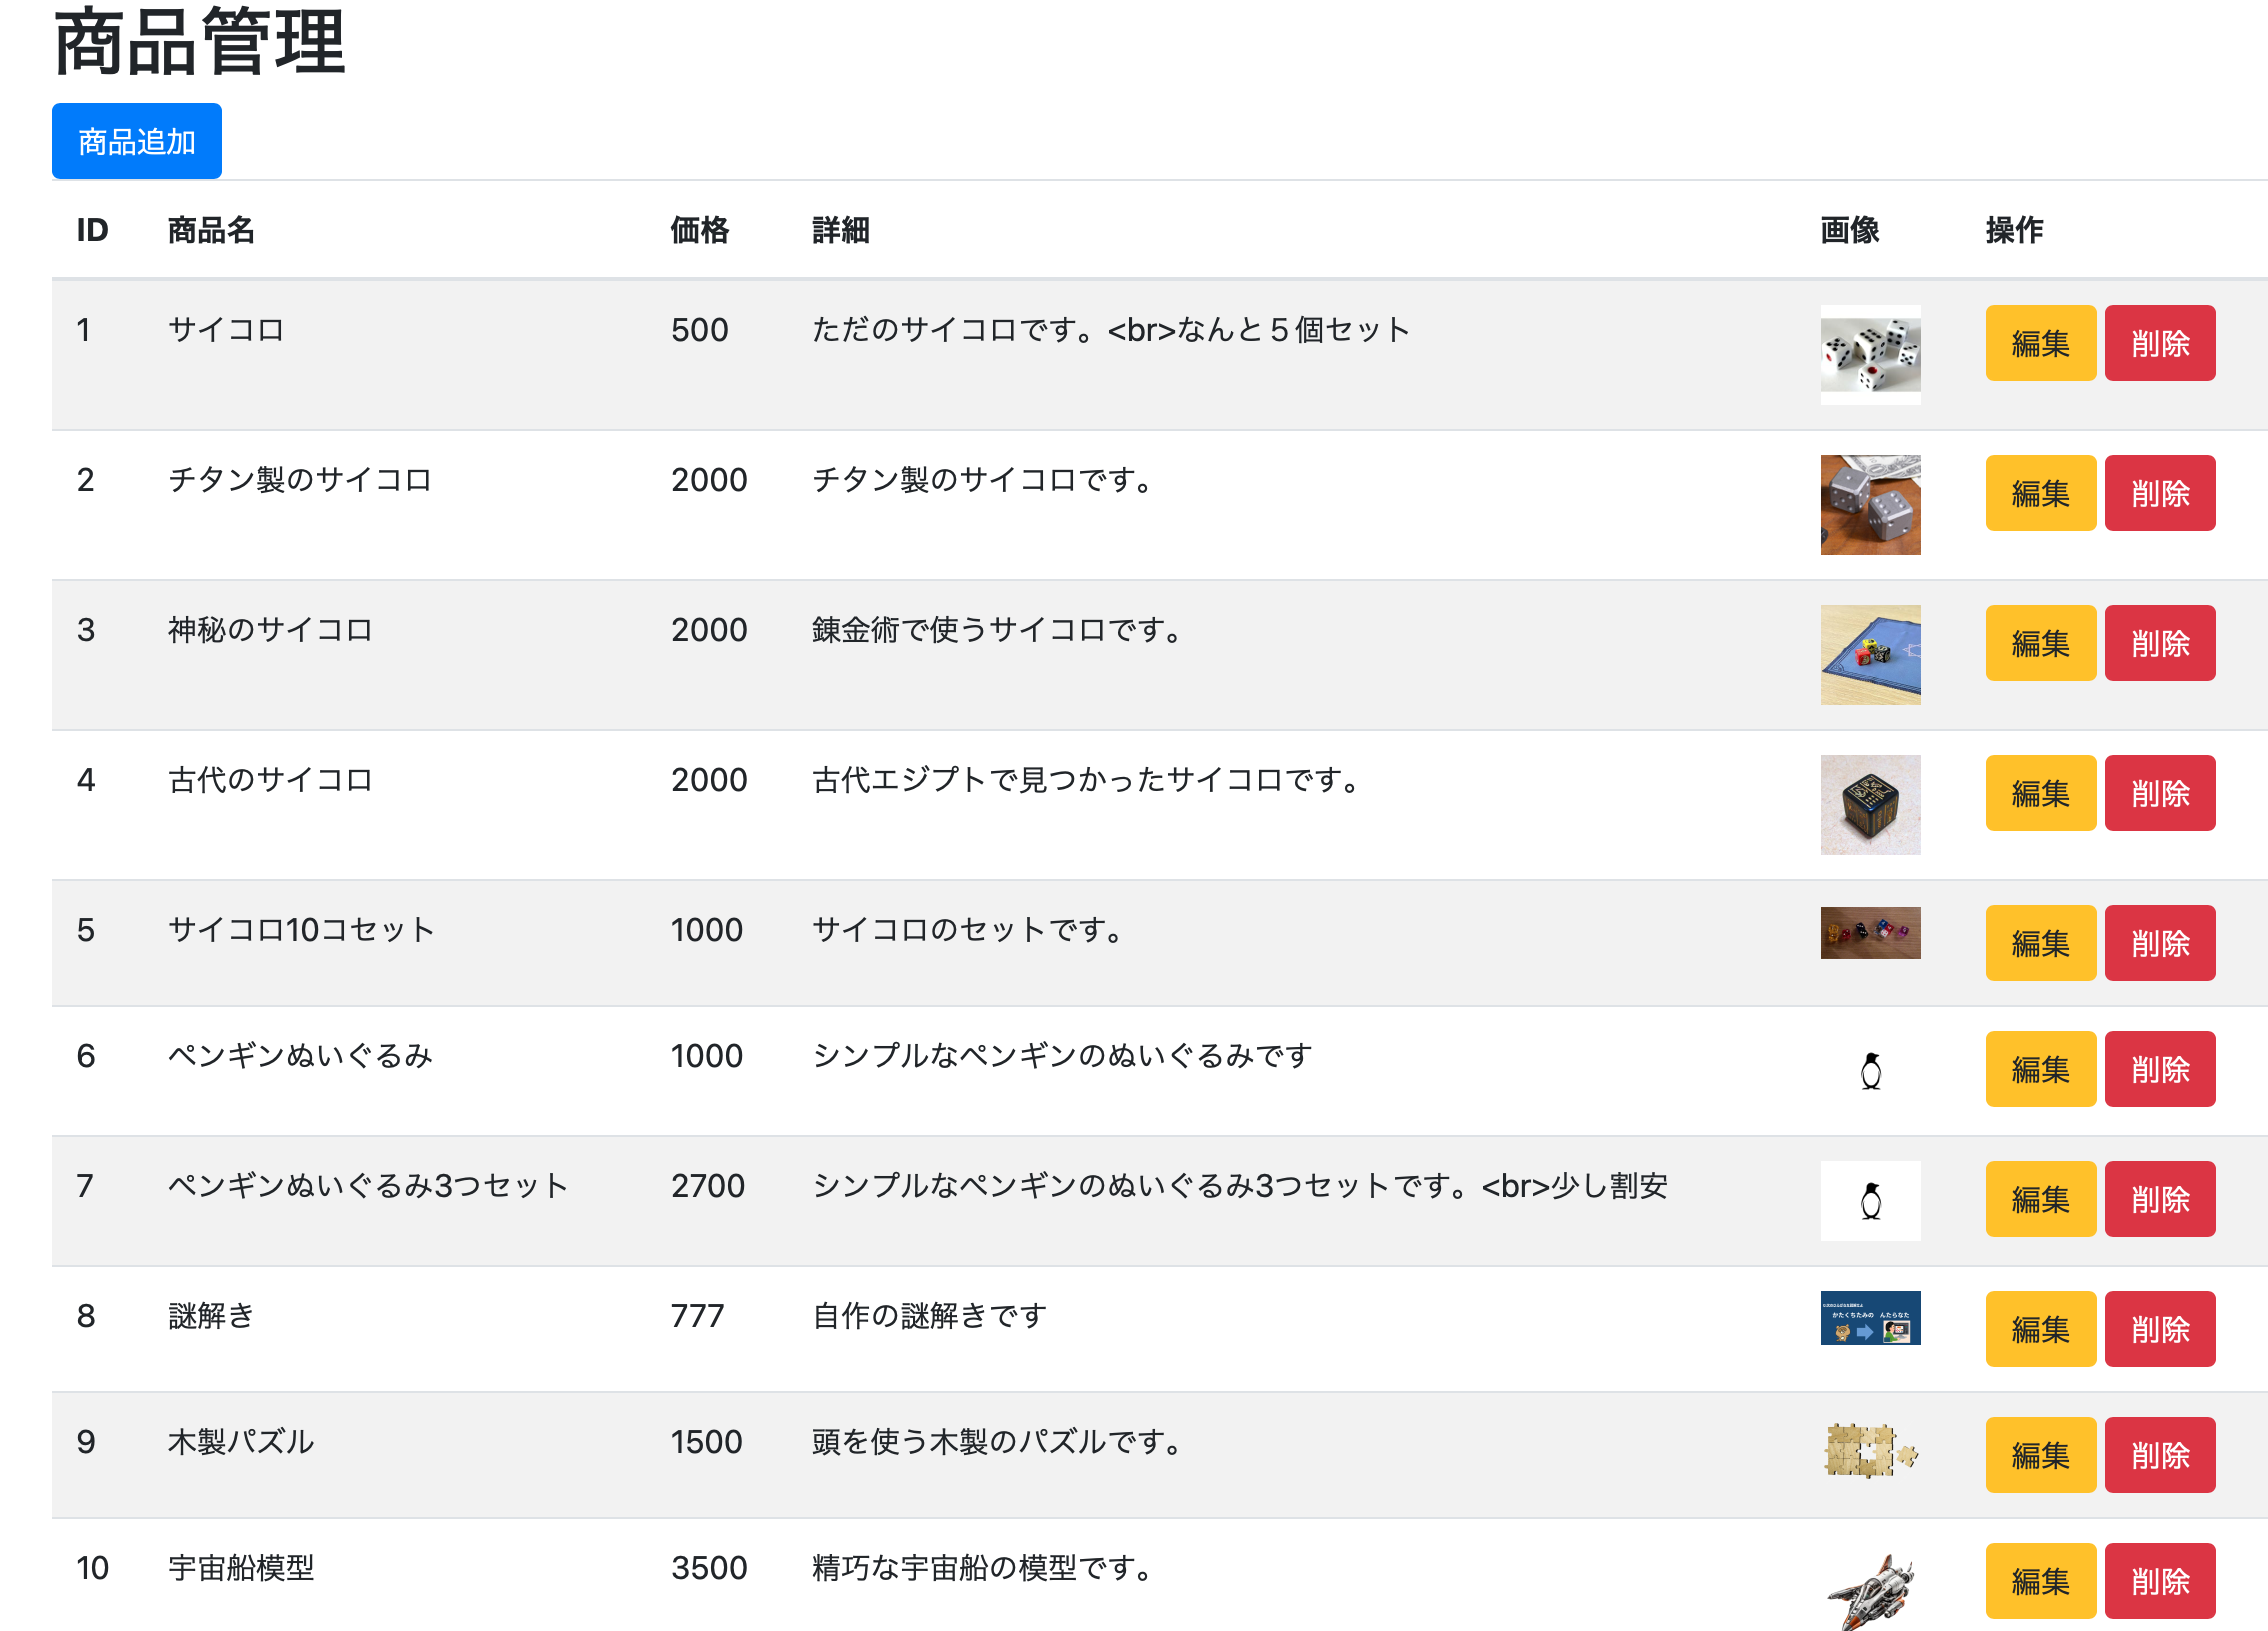 商品管理
商品追加
ID 商品名 価格 詳細 画像 操作
1 サイコロ 500 ただのサイコロです。<br>なんと５個セット 編集 削除
2 チタン製のサイコロ 2000 チタン製のサイコロです。 編集 削除
3 神秘のサイコロ 2000 錬金術で使うサイコロです。 編集 削除
4 古代のサイコロ 2000 古代エジプトで見つかったサイコロです。 編集 削除
5 サイコロ10コセット 1000 サイコロのセットです。 編集 削除
6 ペンギンぬいぐるみ 1000 シンプルなペンギンのぬいぐるみです 編集 削除
7 ペンギンぬいぐるみ3つセット 2700 シンプルなペンギンのぬいぐるみ3つセットです。<br>少し割安 編集 削除
8 謎解き 777 自作の謎解きです 編集 削除
かたくちたみの んたらなた
9 木製パズル 1500 頭を使う木製のパズルです。 編集 削除
10 宇宙船模型 3500 精巧な宇宙船の模型です。 編集 削除